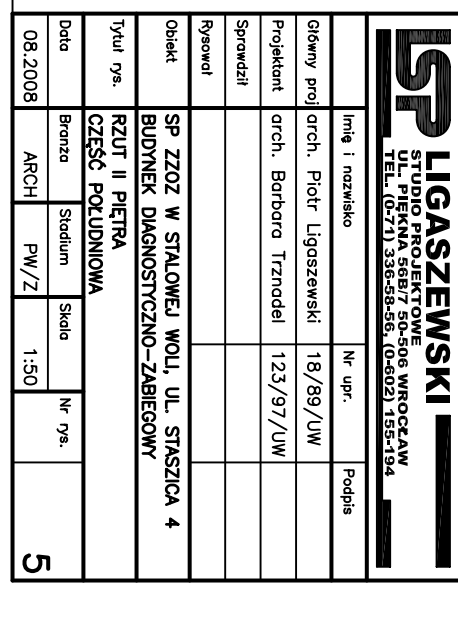 LSP LIGASZEWSKI
STUDIO PROJEKTOWE
UL. PIĘKNA 56B/7 50-506 WROCŁAW
TEL. (0-71) 336-58-56, (0-602) 155-194
Imię i nazwisko Nr upr. Podpis
Główny proj arch. Piotr Ligaszewski 18/89/UW
Projektant arch. Barbara Trznadel 123/97/UW
Sprawdził
Rysował
Obiekt SP ZZOZ W STALOWEJ WOLI, UL. STASZICA 4
BUDYNEK DIAGNOSTYCZNO-ZABIEGOWY
Tytuł rys. RZUT II PIĘTRA
CZĘŚĆ POŁUDNIOWA
Data Branża Stadium Skala Nr rys.
08.2008 ARCH PW/Z 1:50 5